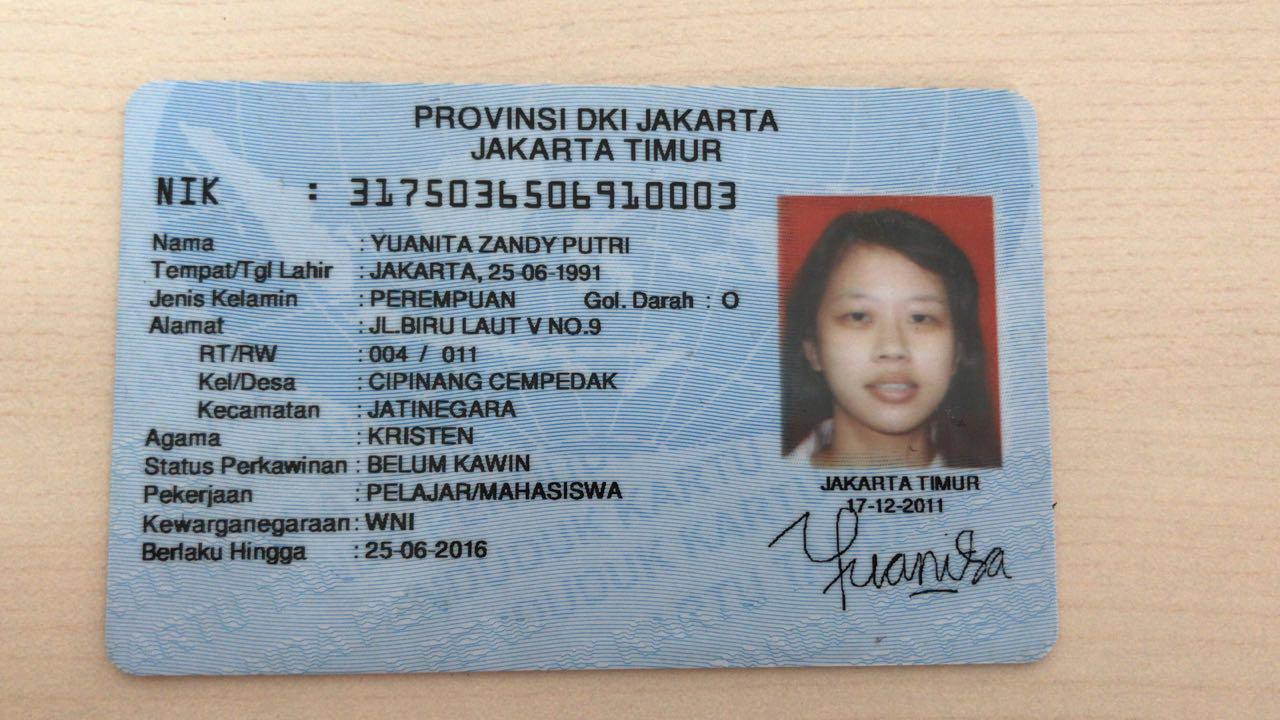 PROVINSI DKI JAKARTA
JAKARTA TIMUR
NIK : 3175036506910003
Nama : YUANITA ZANDY PUTRI
Tempat/Tgl Lahir : JAKARTA, 25-06-1991
Jenis Kelamin : PEREMPUAN Gol. Darah : O
Alamat : JL.BIRU LAUT V NO.9
RT/RW : 004 / 011
Kel/Desa : CIPINANG CEMPEDAK
Kecamatan : JATINEGARA
Agama : KRISTEN
Status Perkawinan : BELUM KAWIN
Pekerjaan : PELAJAR/MAHASISWA
Kewarganegaraan : WNI
Berlaku Hingga : 25-06-2016
JAKARTA TIMUR
17-12-2011